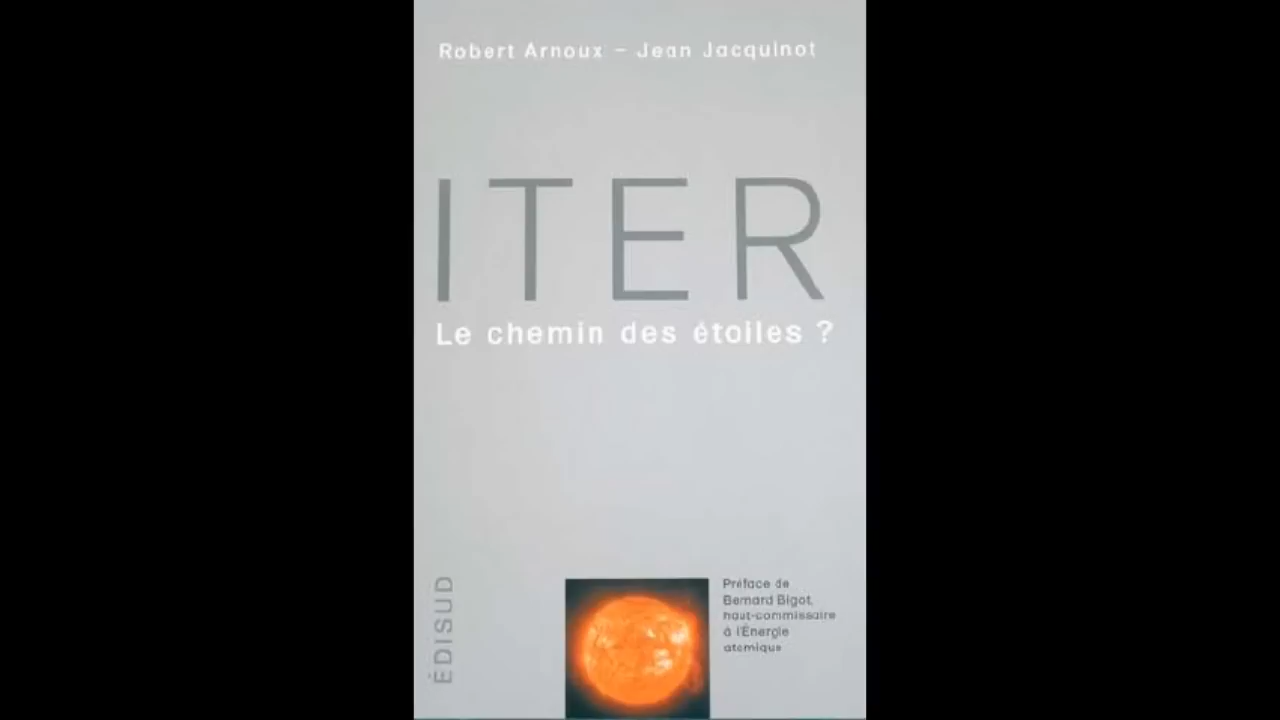 Robert Arnoux – Jean Jacquinot
ITER
Le chemin des étoiles ?
ÉDISUD
Préface de
Bernard Bigot,
haut-commissaire
à l'Énergie
atomique